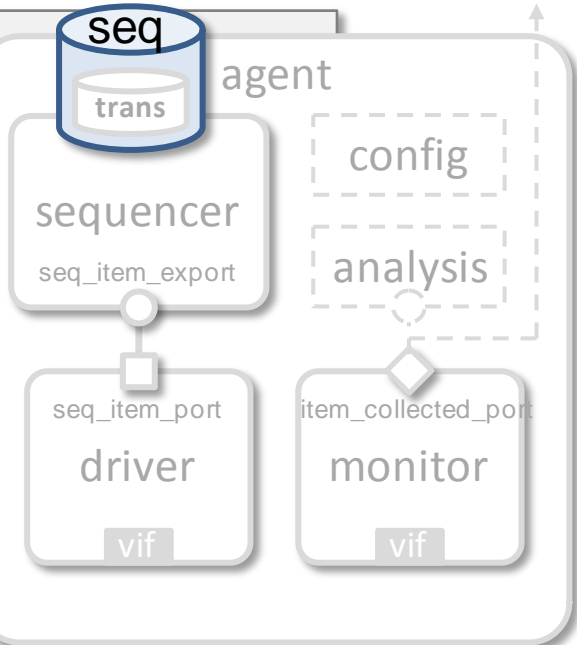 seq
agent
trans
config
sequencer
seq_item_export
analysis
seq_item_port
item_collected_port
driver
monitor
vif
vif